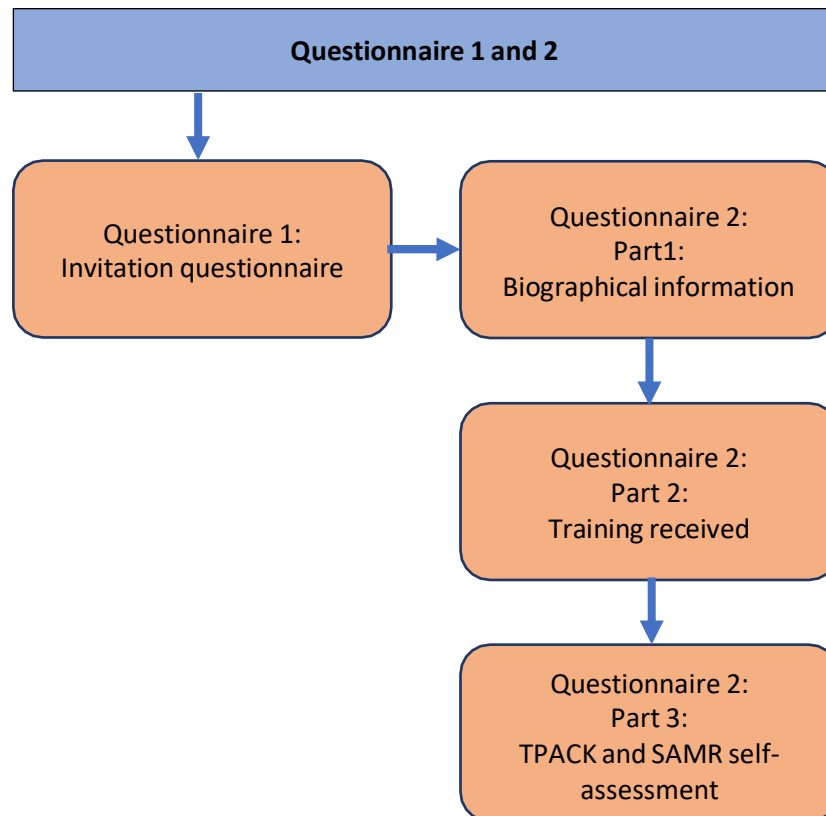 Questionnaire 1 and 2
Questionnaire 1:
Invitation questionnaire
Questionnaire 2:
Part1:
Biographical information
Questionnaire 2:
Part 2:
Training received
Questionnaire 2:
Part 3:
TPACK and SAMR self-
assessment